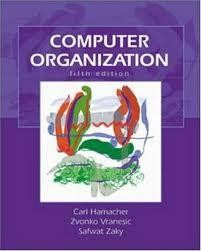 COMPUTER
ORGANIZATION
fifth edition
Carl Hamacher
Zvonko Vranesic
Safwat Zaky